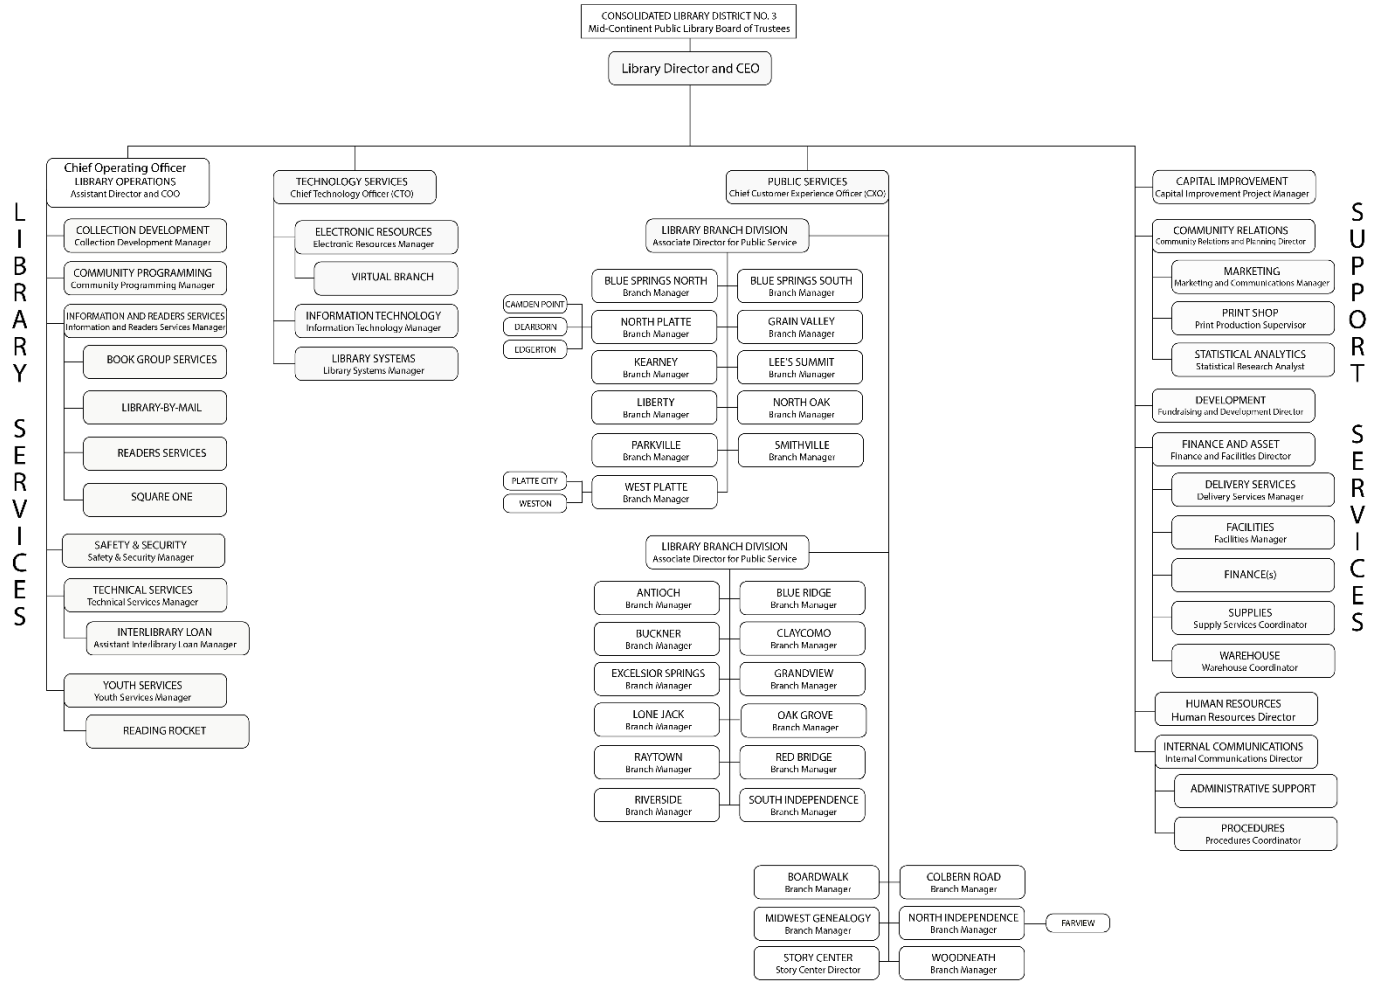 CONSOLIDATED LIBRARY DISTRICT NO. 3
Mid-Continent Public Library Board of Trustees
Library Director and CEO
LIBRARY SERVICES
Chief Operating Officer
LIBRARY OPERATIONS
Assistant Director and COO
COLLECTION DEVELOPMENT
Collection Development Manager
COMMUNITY PROGRAMMING
Community Programming Manager
INFORMATION AND READERS SERVICES
Information and Readers Services Manager
BOOK GROUP SERVICES
LIBRARY-BY-MAIL
READERS SERVICES
SQUARE ONE
SAFETY & SECURITY
Safety & Security Manager
TECHNICAL SERVICES
Technical Services Manager
INTERLIBRARY LOAN
Assistant Interlibrary Loan Manager
YOUTH SERVICES
Youth Services Manager
READING ROCKET
TECHNOLOGY SERVICES
Chief Technology Officer (CTO)
ELECTRONIC RESOURCES
Electronic Resources Manager
VIRTUAL BRANCH
INFORMATION TECHNOLOGY
Information Technology Manager
LIBRARY SYSTEMS
Library Systems Manager
PUBLIC SERVICES
Chief Customer Experience Officer (CXO)
LIBRARY BRANCH DIVISION
Associate Director for Public Service
BLUE SPRINGS NORTH
Branch Manager
BLUE SPRINGS SOUTH
Branch Manager
CAMDEN POINT
DEARBORN
EDGERTON
NORTH PLATTE
Branch Manager
GRAIN VALLEY
Branch Manager
KEARNEY
Branch Manager
LEE'S SUMMIT
Branch Manager
LIBERTY
Branch Manager
NORTH OAK
Branch Manager
PARKVILLE
Branch Manager
SMITHVILLE
Branch Manager
PLATTE CITY
WESTON
WEST PLATTE
Branch Manager
LIBRARY BRANCH DIVISION
Associate Director for Public Service
ANTIOCH
Branch Manager
BLUE RIDGE
Branch Manager
BUCKNER
Branch Manager
CLAYCOMO
Branch Manager
EXCELSIOR SPRINGS
Branch Manager
GRANDVIEW
Branch Manager
LONE JACK
Branch Manager
OAK GROVE
Branch Manager
RAYTOWN
Branch Manager
RED BRIDGE
Branch Manager
RIVERSIDE
Branch Manager
SOUTH INDEPENDENCE
Branch Manager
BOARDWALK
Branch Manager
COLBERN ROAD
Branch Manager
MIDWEST GENEALOGY
Branch Manager
NORTH INDEPENDENCE
Branch Manager
FARVIEW
STORY CENTER
Story Center Director
WOODNEATH
Branch Manager
CAPITAL IMPROVEMENT
Capital Improvement Project Manager
COMMUNITY RELATIONS
Community Relations and Planning Director
MARKETING
Marketing and Communications Manager
PRINT SHOP
Print Production Supervisor
STATISTICAL ANALYTICS
Statistical Research Analyst
DEVELOPMENT
Fundraising and Development Director
FINANCE AND ASSET
Finance and Facilities Director
DELIVERY SERVICES
Delivery Services Manager
FACILITIES
Facilities Manager
FINANCE(s)
SUPPLIES
Supply Services Coordinator
WAREHOUSE
Warehouse Coordinator
HUMAN RESOURCES
Human Resources Director
INTERNAL COMMUNICATIONS
Internal Communications Director
ADMINISTRATIVE SUPPORT
PROCEDURES
Procedures Coordinator
SUPPORT SERVICES